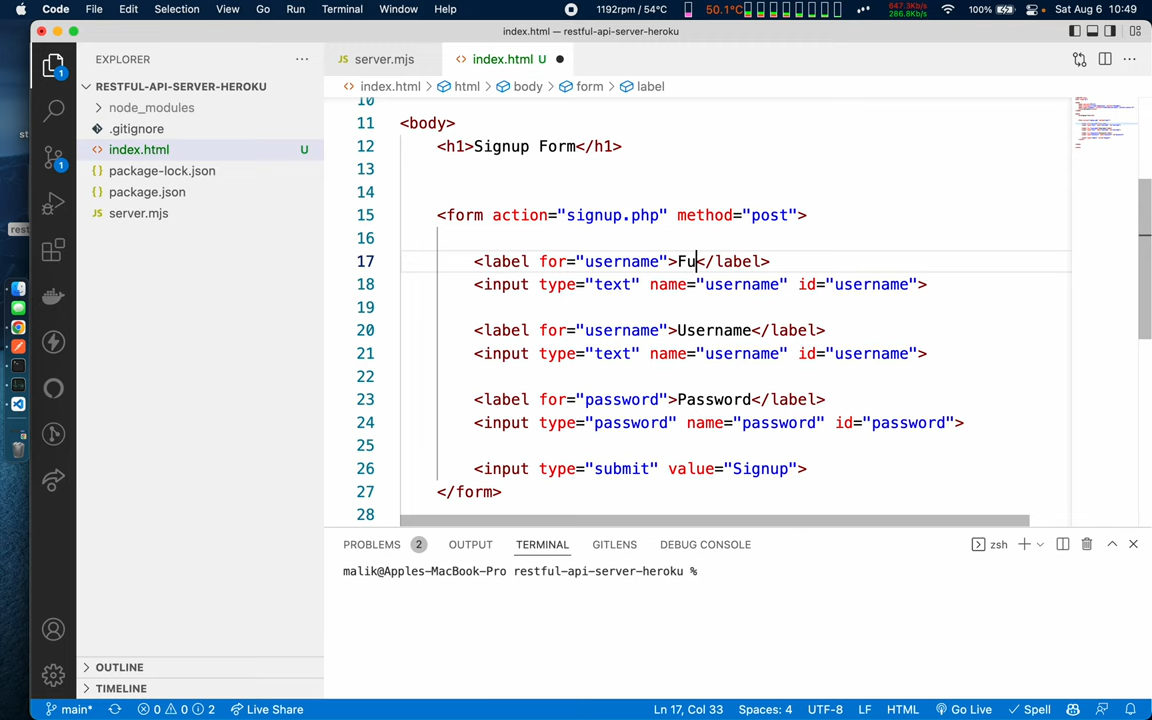 Code File Edit Selection View Go Run Terminal Window Help 1192rpm / 54°C 50.1°C 647.3Kb/s 286.8Kb/s 100% Sat Aug 6 10:49
index.html — restful-api-server-heroku
EXPLORER
server.mjs
index.html U
RESTFUL-API-SERVER-HEROKU
node_modules
.gitignore
index.html U
package-lock.json
package.json
server.mjs
index.html > html > body > form > label
10
11 <body>
12 <h1>Signup Form</h1>
13
14
15 <form action="signup.php" method="post">
16
17 <label for="username">Fu</label>
18 <input type="text" name="username" id="username">
19
20 <label for="username">Username</label>
21 <input type="text" name="username" id="username">
22
23 <label for="password">Password</label>
24 <input type="password" name="password" id="password">
25
26 <input type="submit" value="Signup">
27 </form>
28
PROBLEMS 2 OUTPUT TERMINAL GITLENS DEBUG CONSOLE zsh
malik@Apples-MacBook-Pro restful-api-server-heroku %
OUTLINE
TIMELINE
main* 0 0 2 Live Share Ln 17, Col 33 Spaces: 4 UTF-8 LF HTML Go Live Spell